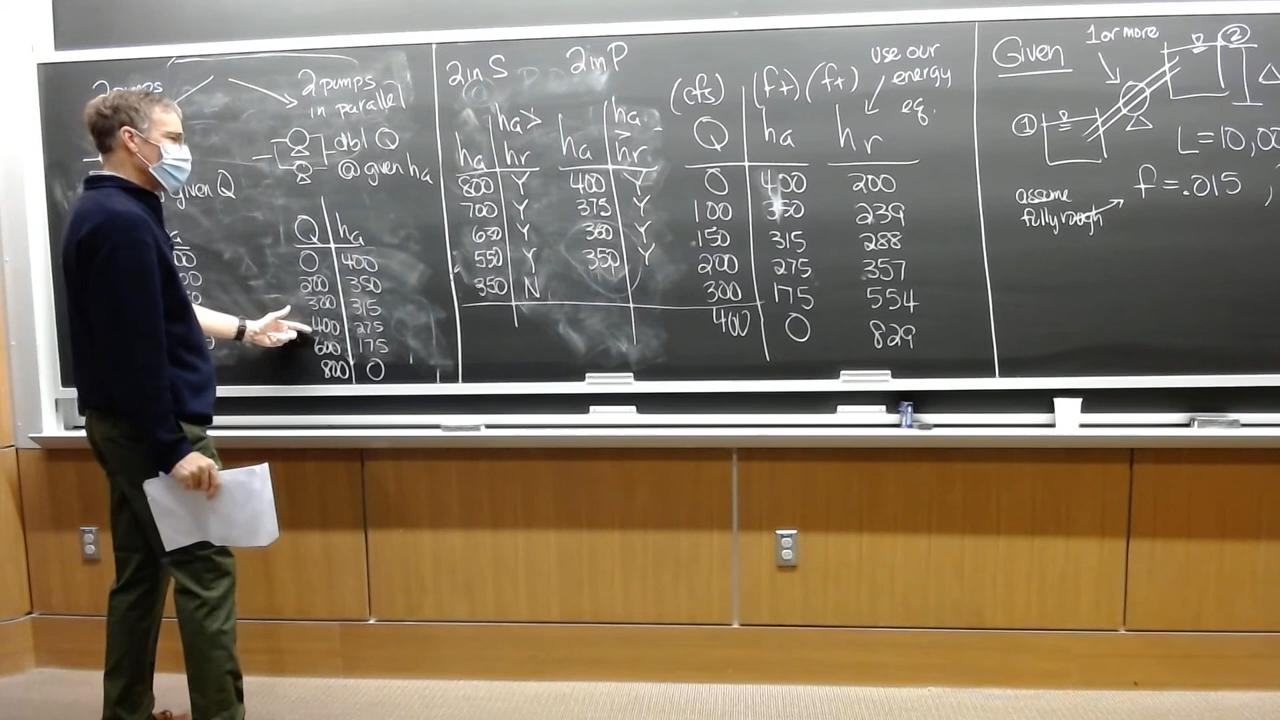 2 pumps
given Q
2 pumps
in parallel
dbl Q
@ given ha
Q ha
0 400
200 350
300 315
400 275
600 175
800 0
2 in S 2 in P
ha ha> hr ha ha > hr
800 Y 400 Y
700 Y 375 Y
630 Y 360 Y
550 Y 350 Y
350 N
(cfs) (ft) (ft)
Q ha hr
0 400 200
100 350 239
150 315 288
200 275 357
300 175 554
400 0 829
use our
energy
eq.
Given
1 or more
②
①
L=10,00
f=.015 ,
assume
fully rough